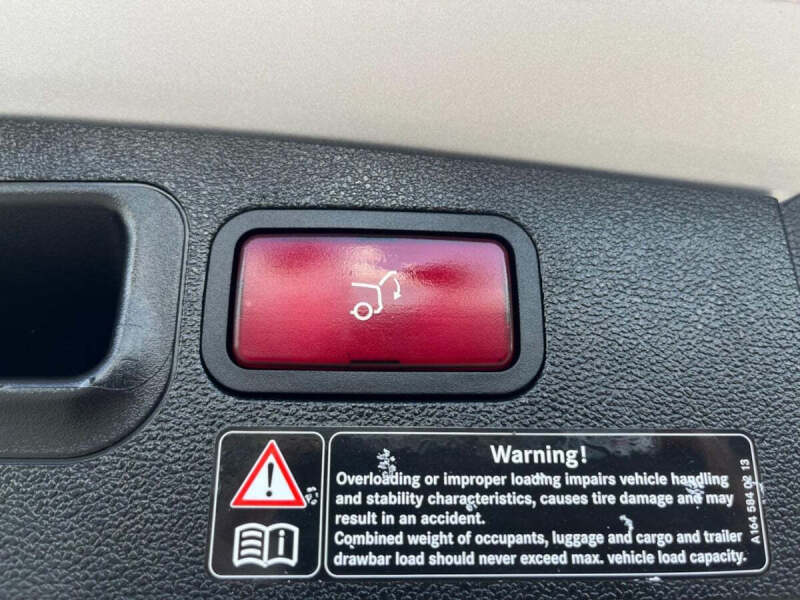 Warning!
Overloading or improper loading impairs vehicle handling
and stability characteristics, causes tire damage and may
result in an accident.
Combined weight of occupants, luggage and cargo and trailer
drawbar load should never exceed max. vehicle load capacity.
A 164 584 02 13